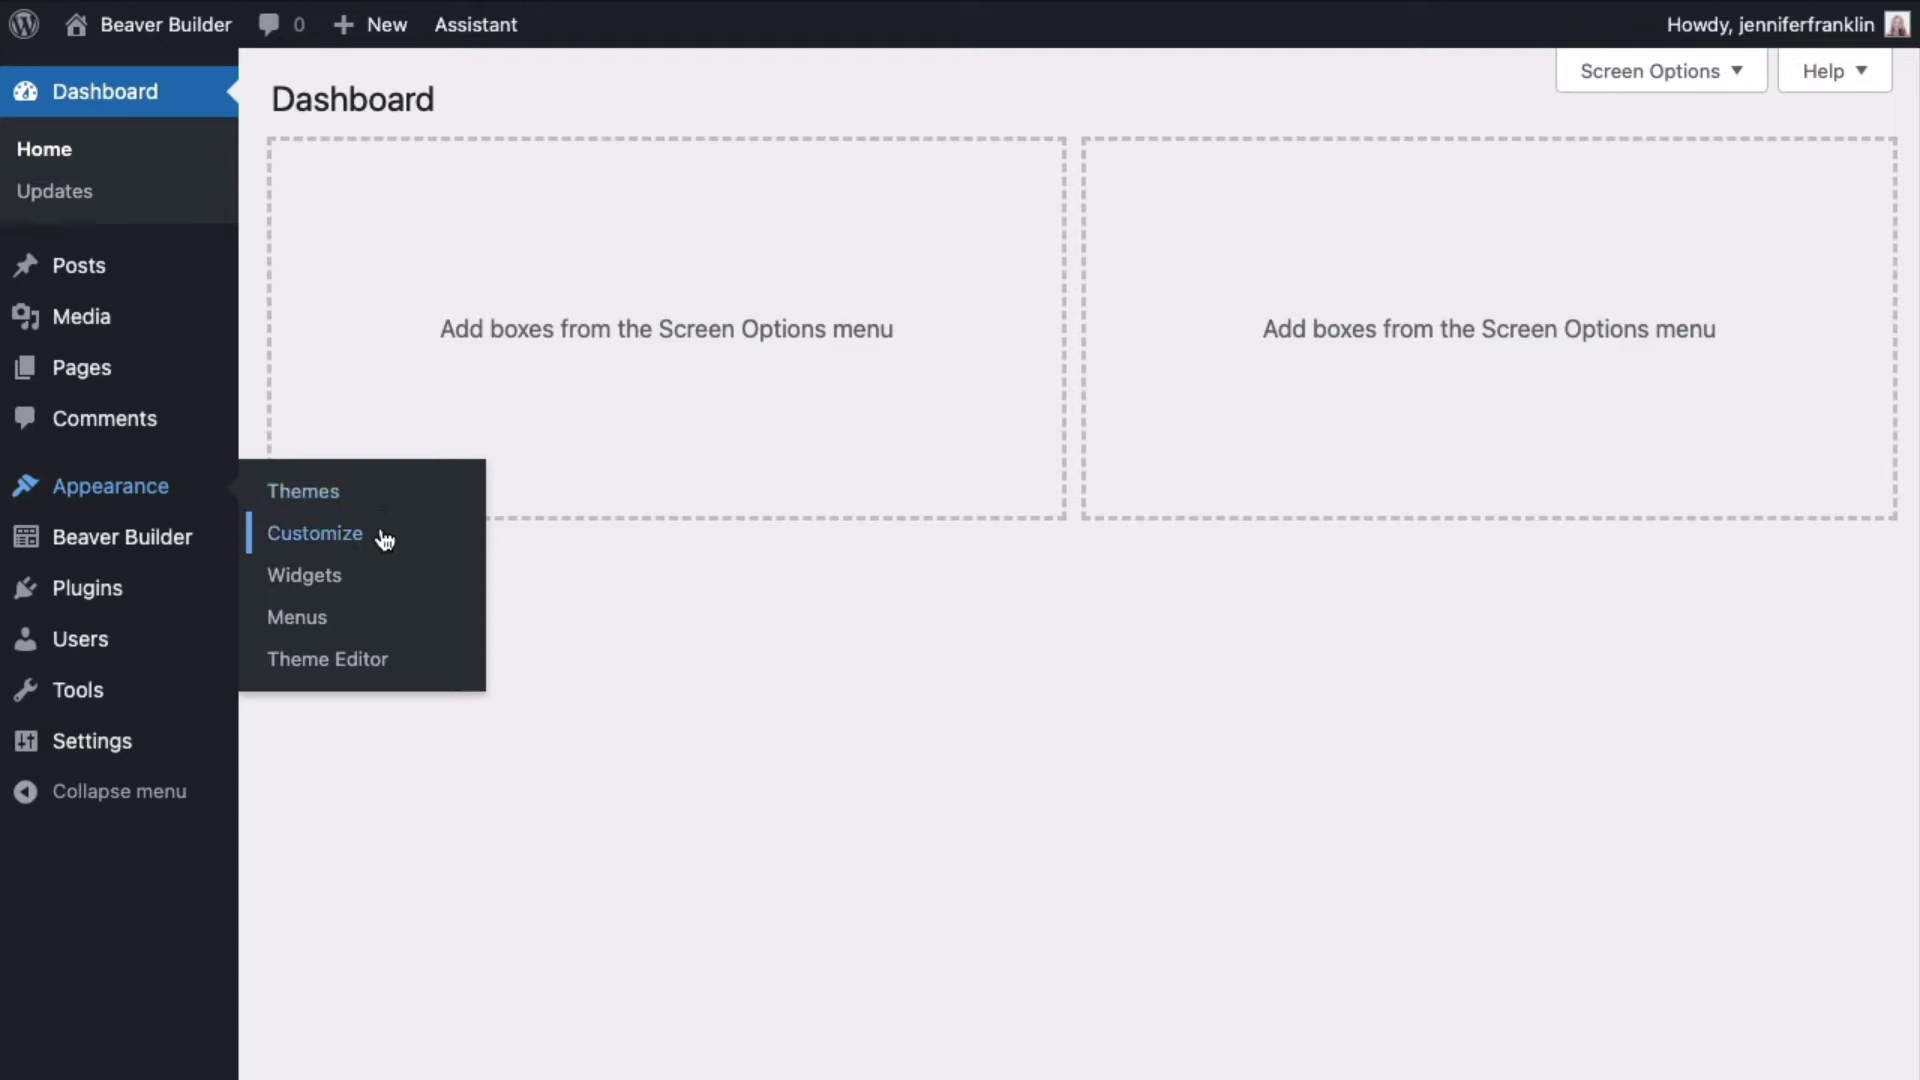 Beaver Builder 0 New Assistant Howdy, jenniferfranklin
Dashboard
Home
Updates
Posts
Media
Pages
Comments
Appearance
Beaver Builder
Plugins
Users
Tools
Settings
Collapse menu
Themes
Customize
Widgets
Menus
Theme Editor
Screen Options Help
Dashboard
Add boxes from the Screen Options menu
Add boxes from the Screen Options menu